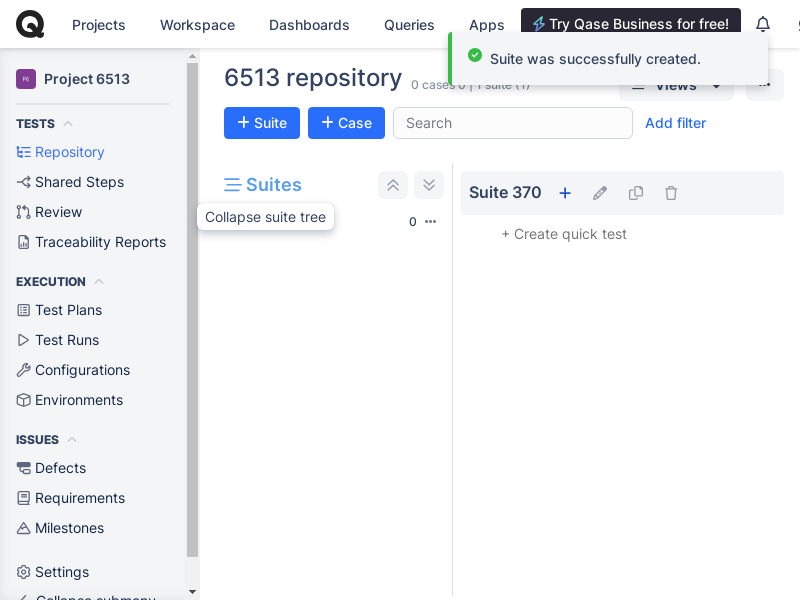 Projects
Workspace
Dashboards
Queries
Apps
Try Qase Business for free!
Suite was successfully created.
P6
Project 6513
TESTS
Repository
Shared Steps
Review
Traceability Reports
EXECUTION
Test Plans
Test Runs
Configurations
Environments
ISSUES
Defects
Requirements
Milestones
Settings
Collapse submenu
6513 repository
0 cases 0 | 1 suite (1)
Views
+ Suite
+ Case
Search
Add filter
Suites
Collapse suite tree
0
Suite 370
+ Create quick test